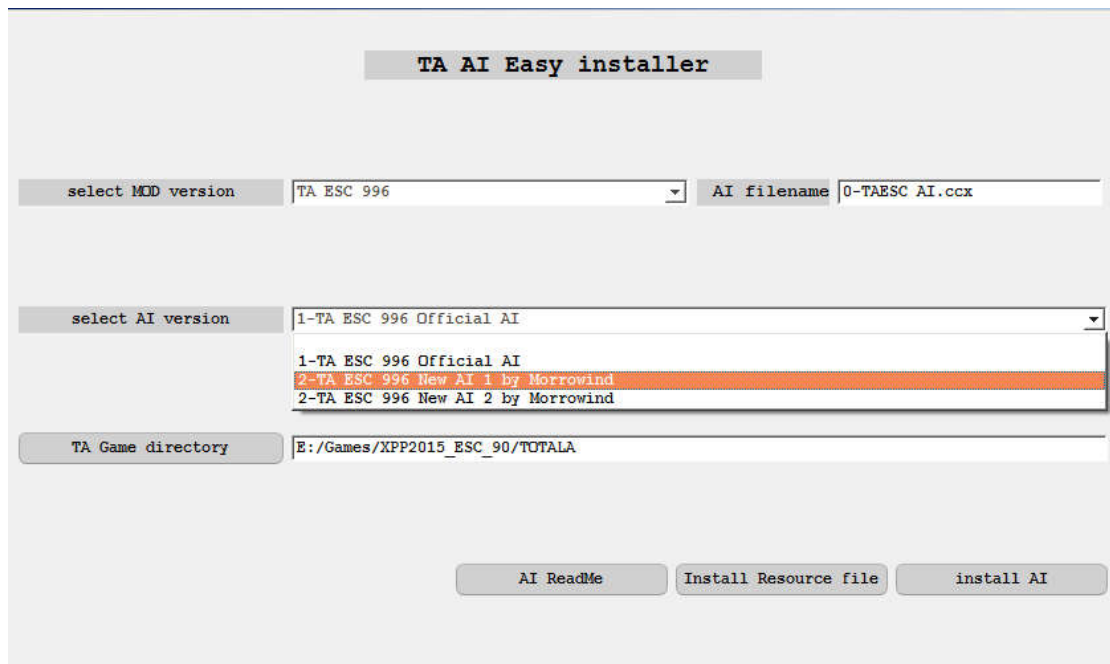 TA AI Easy installer
select MOD version
TA ESC 996
AI filename
0-TAESC AI.ccx
select AI version
1-TA ESC 996 Official AI
1-TA ESC 996 Official AI
2-TA ESC 996 New AI 1 by Morrowind
2-TA ESC 996 New AI 2 by Morrowind
TA Game directory
E:/Games/XPP2015_ESC_90/TOTALA
AI ReadMe
Install Resource file
install AI